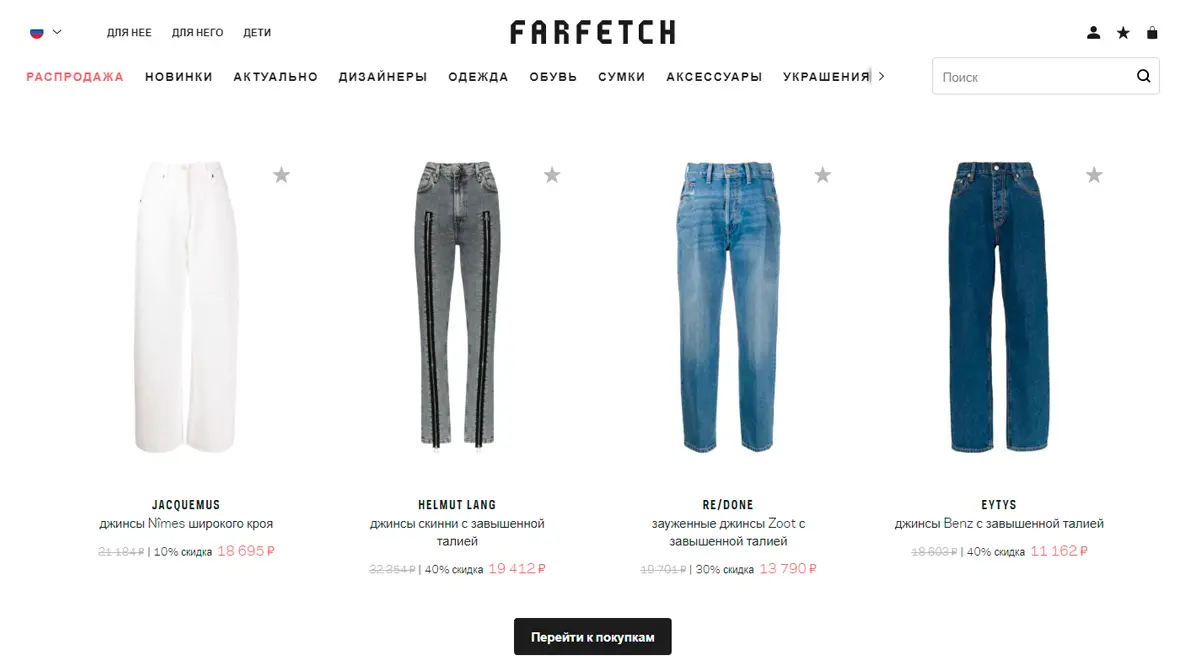 ДЛЯ НЕЕ ДЛЯ НЕГО ДЕТИ
FARFETCH
РАСПРОДАЖА НОВИНКИ АКТУАЛЬНО ДИЗАЙНЕРЫ ОДЕЖДА ОБУВЬ СУМКИ АКСЕССУАРЫ УКРАШЕНИЯ
Поиск
JACQUEMUS
джинсы Nîmes широкого кроя
21 184 ₽ | 10% скидка 18 695 ₽
HELMUT LANG
джинсы скинни с завышенной
талией
32 354 ₽ | 40% скидка 19 412 ₽
RE/DONE
зауженные джинсы Zoot с
завышенной талией
19 701 ₽ | 30% скидка 13 790 ₽
EYTYS
джинсы Benz с завышенной талией
18 603 ₽ | 40% скидка 11 162 ₽
Перейти к покупкам